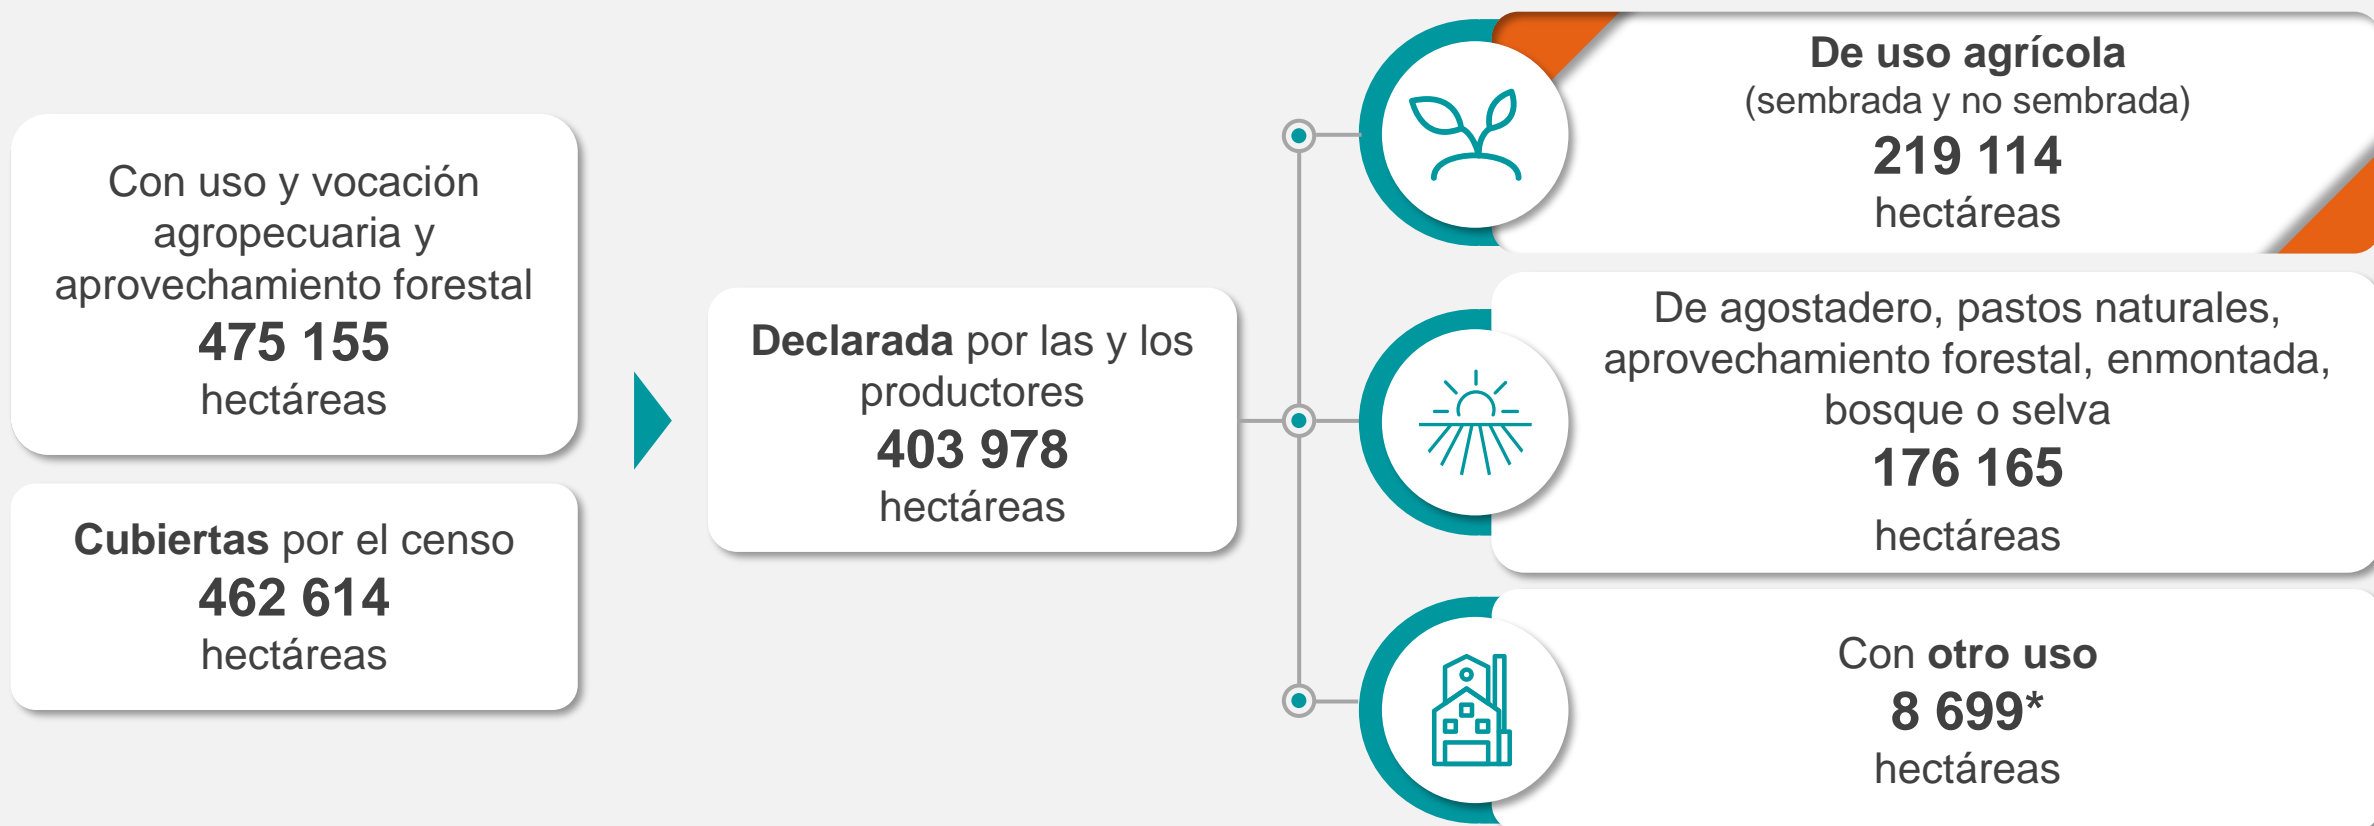 Con uso y vocación
agropecuaria y
aprovechamiento forestal
475 155
hectáreas
Cubiertas por el censo
462 614
hectáreas
Declarada por las y los
productores
403 978
hectáreas
De uso agrícola
(sembrada y no sembrada)
219 114
hectáreas
De agostadero, pastos naturales,
aprovechamiento forestal, enmontada,
bosque o selva
176 165
hectáreas
Con otro uso
8 699*
hectáreas